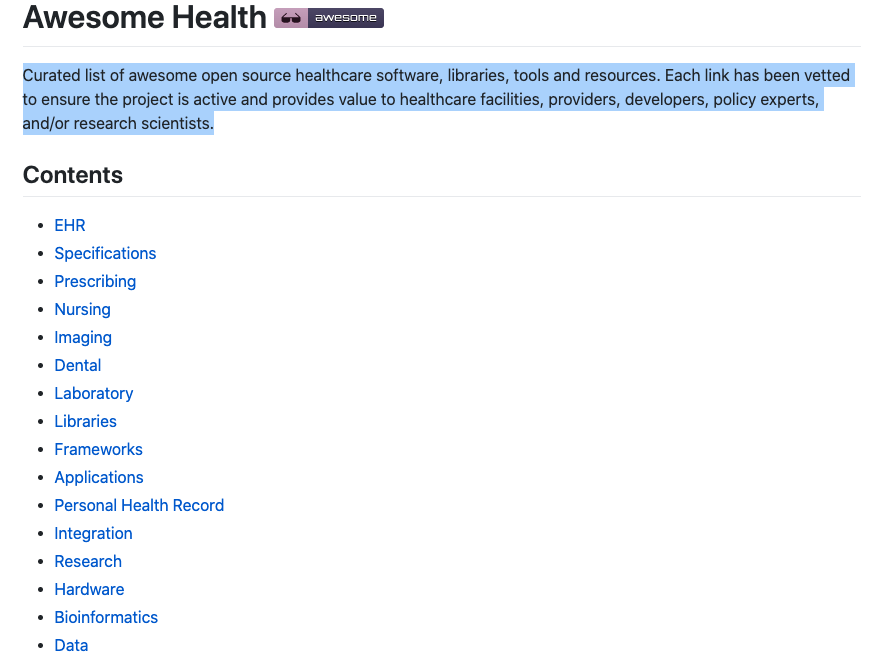 Awesome Health awesome
Curated list of awesome open source healthcare software, libraries, tools and resources. Each link has been vetted
to ensure the project is active and provides value to healthcare facilities, providers, developers, policy experts,
and/or research scientists.
Contents
EHR
Specifications
Prescribing
Nursing
Imaging
Dental
Laboratory
Libraries
Frameworks
Applications
Personal Health Record
Integration
Research
Hardware
Bioinformatics
Data